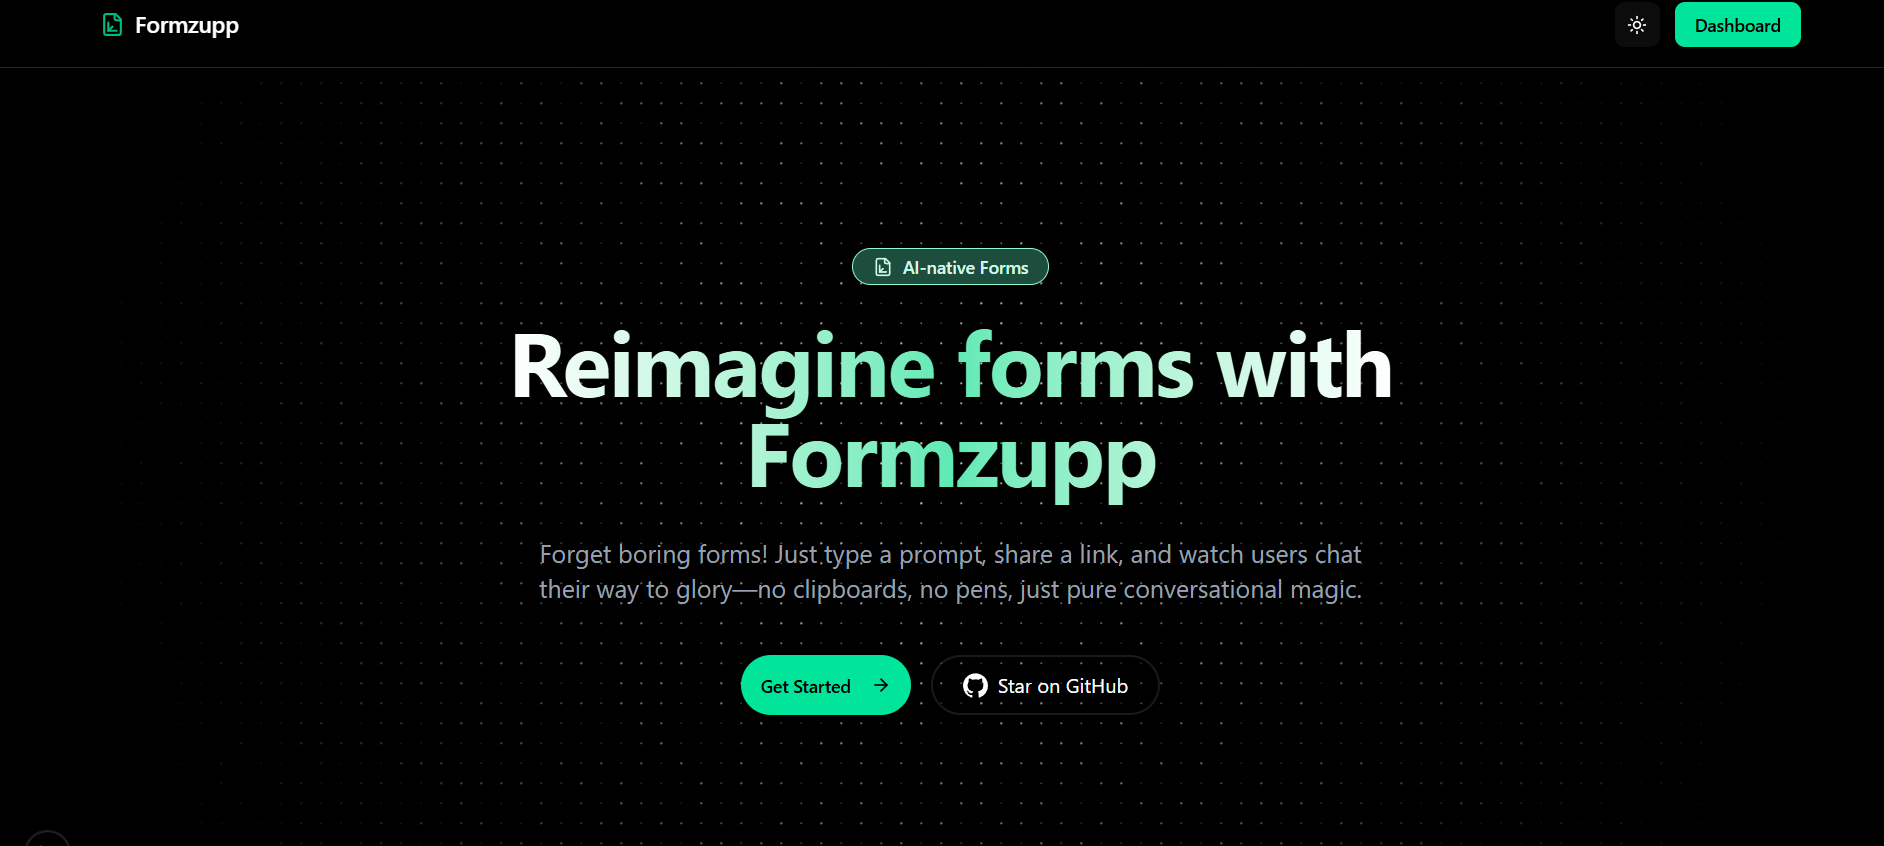 Formzupp
Dashboard
AI-native Forms
Reimagine forms with
Formzupp
Forget boring forms! Just type a prompt, share a link, and watch users chat
their way to glory—no clipboards, no pens, just pure conversational magic.
Get Started
Star on GitHub